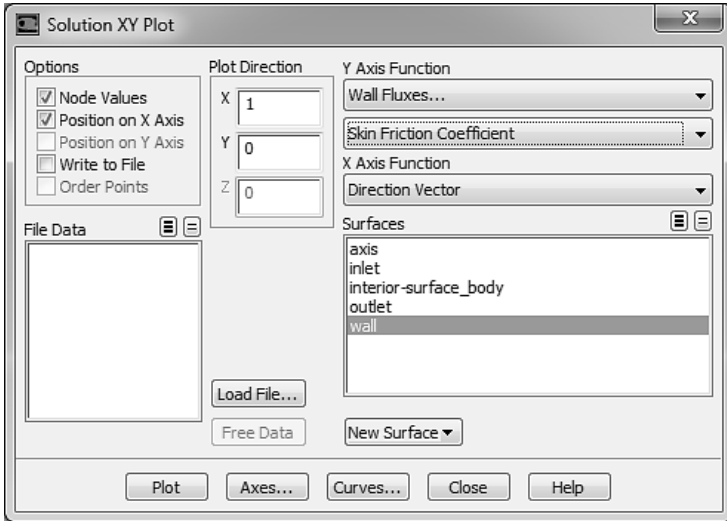 Solution XY Plot
X
Options
Node Values
Position on X Axis
Position on Y Axis
Write to File
Order Points
Plot Direction
X 1
Y 0
Z 0
Y Axis Function
Wall Fluxes...
Skin Friction Coefficient
X Axis Function
Direction Vector
File Data
Surfaces
axis
inlet
interior-surface_body
outlet
wall
Load File...
Free Data
New Surface
Plot
Axes...
Curves...
Close
Help